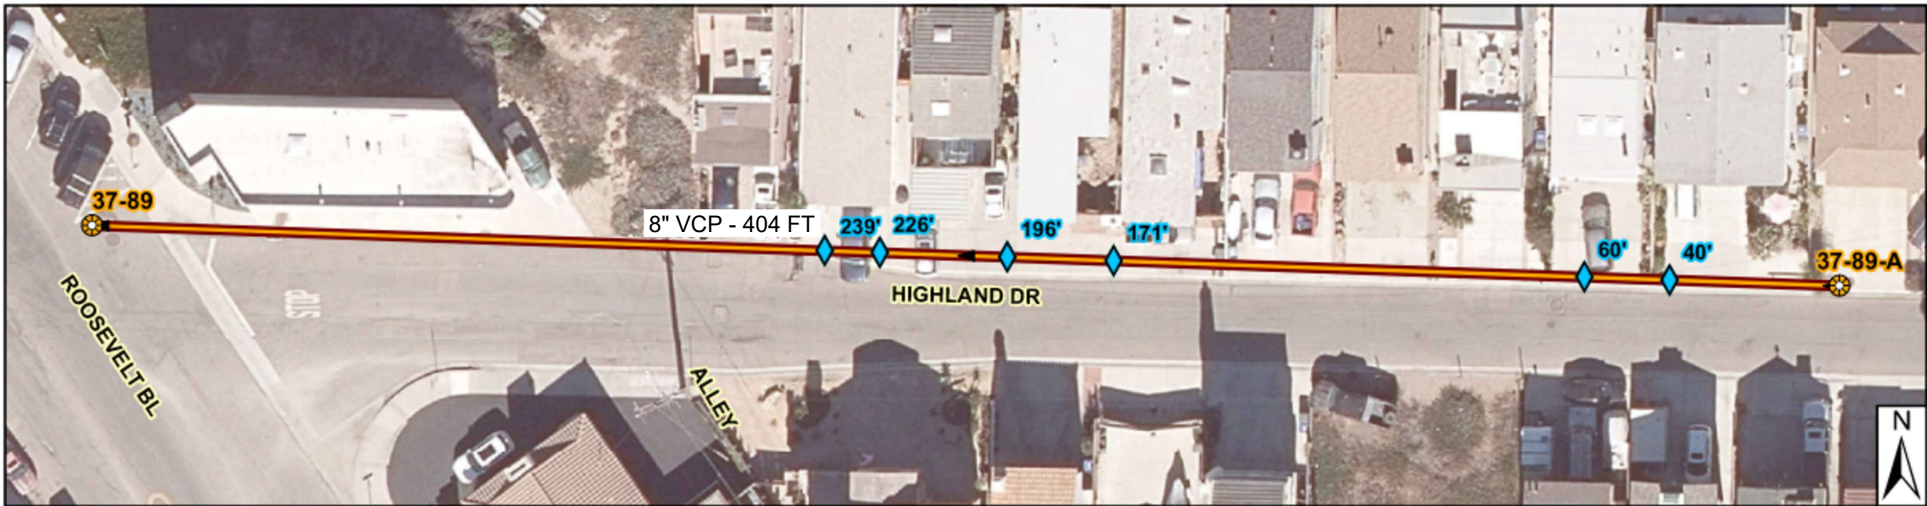 37-89
8" VCP - 404 FT
239'
226'
196'
171'
60'
40'
37-89-A
HIGHLAND DR
ROOSEVELT BL
STOP
ALLEY
N